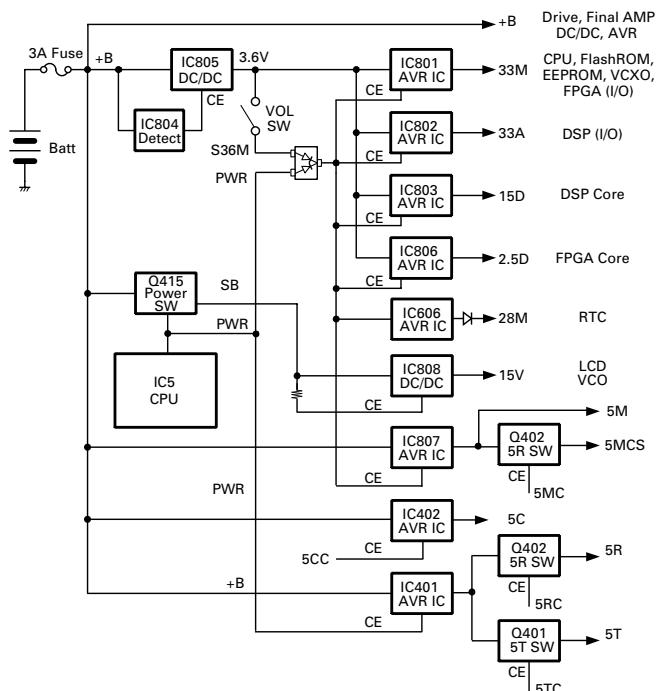 +B
Drive, Final AMP
DC/DC, AVR
3A Fuse
+B
IC805
DC/DC
3.6V
IC801
AVR IC
33M
CPU, FlashROM,
EEPROM, VCXO,
FPGA (I/O)
CE
CE
IC804
Detect
VOL
SW
Batt
IC802
AVR IC
33A
DSP (I/O)
S36M
CE
PWR
IC803
AVR IC
15D
DSP Core
CE
IC806
AVR IC
2.5D
FPGA Core
CE
Q415
Power
SW
SB
IC606
AVR IC
28M
RTC
PWR
IC5
CPU
IC808
DC/DC
15V
LCD
VCO
CE
5M
IC807
AVR IC
Q402
5R SW
5MCS
CE
CE
5MC
PWR
IC402
AVR IC
5C
5CC
CE
Q402
5R SW
5R
+B
IC401
AVR IC
CE
5RC
CE
Q401
5T SW
5T
CE
5TC